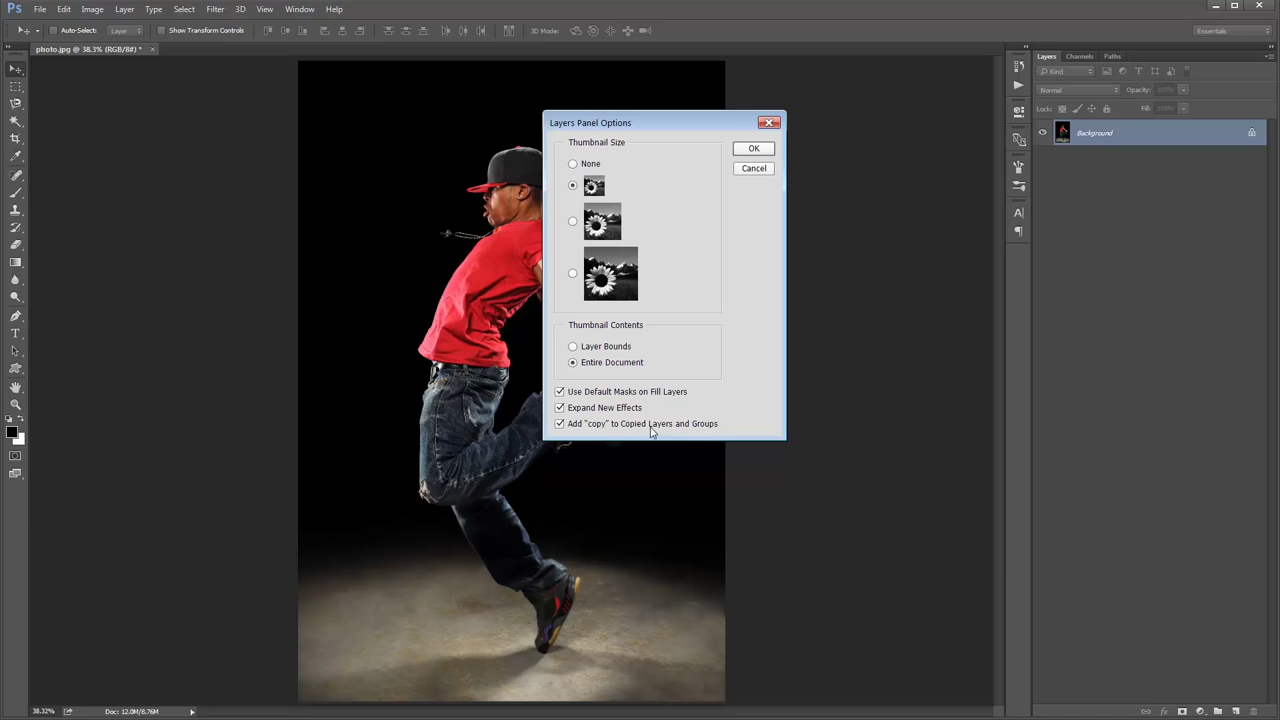 Ps File Edit Image Layer Type Select Filter 3D View Window Help
Auto-Select: Layer Show Transform Controls 3D Mode: Essentials
photo.jpg @ 38.3% (RGB/8#) *
Layers Channels Paths
Kind
Normal Opacity: 100%
Lock: Fill: 100%
Background
Layers Panel Options
Thumbnail Size
None
OK
Cancel
Thumbnail Contents
Layer Bounds
Entire Document
Use Default Masks on Fill Layers
Expand New Effects
Add "copy" to Copied Layers and Groups
38.32% Doc: 12.0M/8.76M